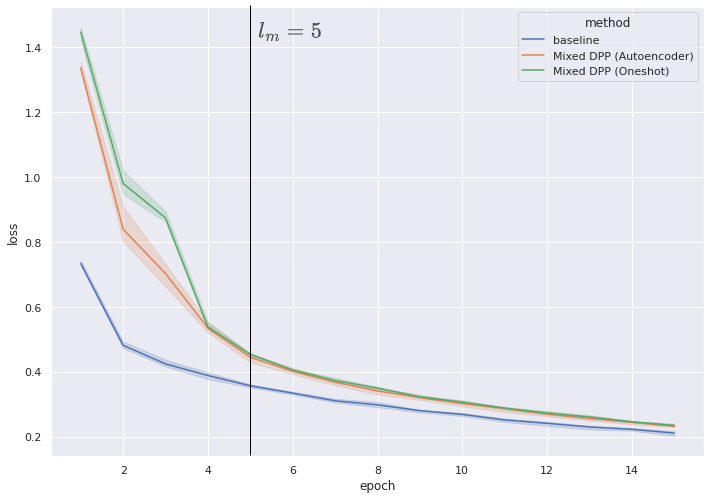 l_m = 5
method
baseline
Mixed DPP (Autoencoder)
Mixed DPP (Oneshot)
1.4
1.2
1.0
0.8
0.6
0.4
0.2
loss
2 4 6 8 10 12 14
epoch